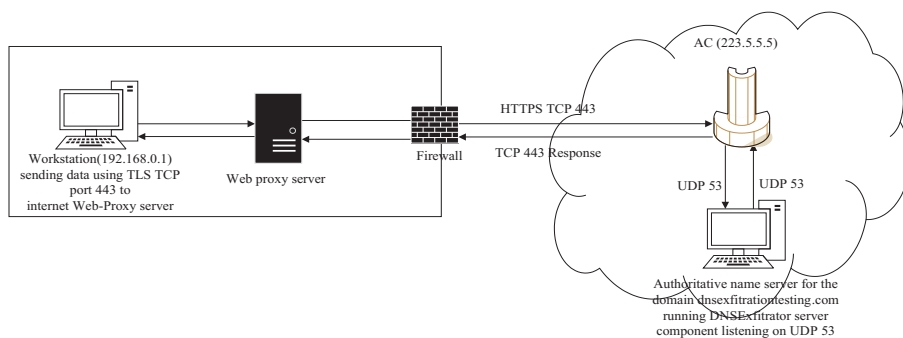 AC (223.5.5.5)
HTTPS TCP 443
TCP 443 Response
Firewall
Web proxy server
Workstation(192.168.0.1)
sending data using TLS TCP
port 443 to
internet Web-Proxy server
UDP 53
UDP 53
Authoritative name server for the
domain dnsexfitrationtesting.com
running DNSExfitrator server
component listening on UDP 53